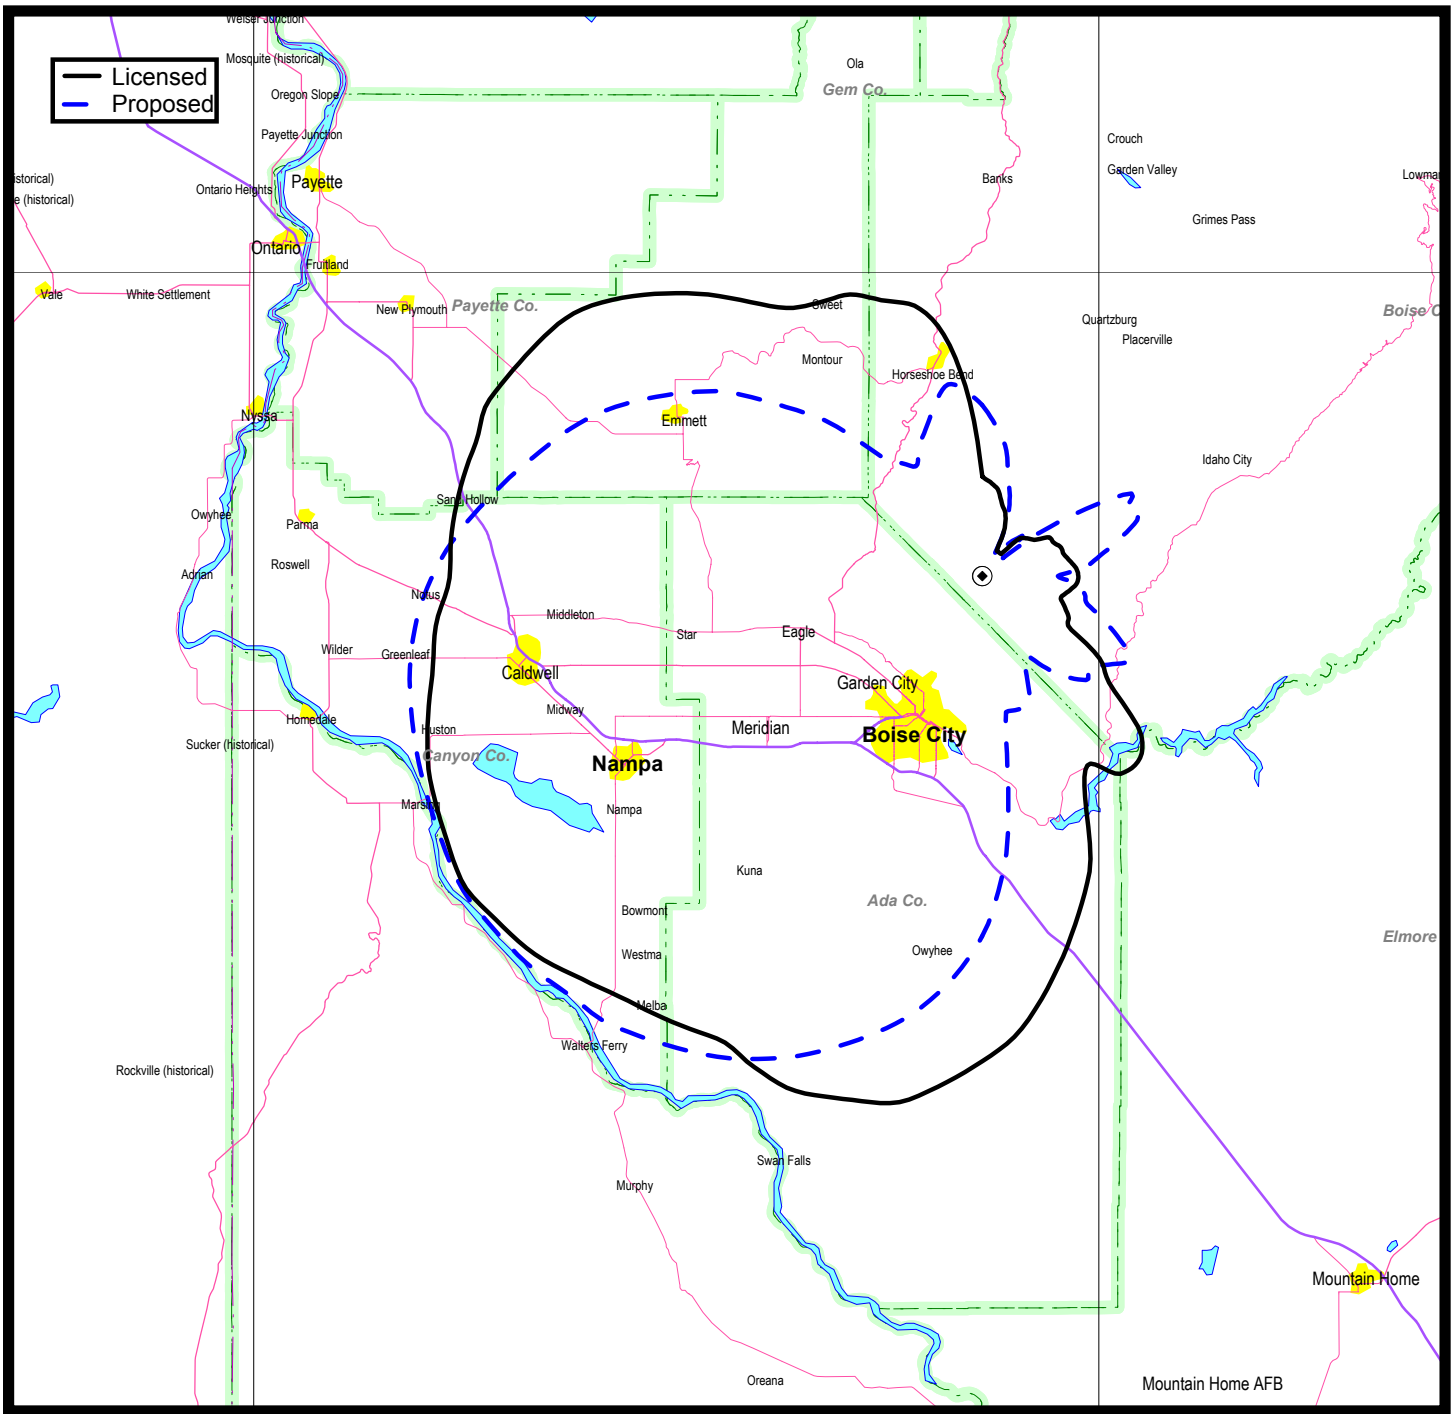 Weiser Junction
Licensed
Proposed
Mosquite (historical)
Oregon Slope
Ola
Gem Co.
Payette Junction
Crouch
Garden Valley
Banks
Lowma
istorical)
e (historical)
Ontario Heights
Payette
Grimes Pass
Ontario
Fruitland
Vale
White Settlement
New Plymouth
Payette Co.
Sweet
Boise C
Quartzburg
Placerville
Montour
Horseshoe Bend
Nyssa
Emmett
Idaho City
Sand Hollow
Owyhee
Parma
Roswell
Adrian
Notus
Middleton
Star
Eagle
Wilder
Greenleaf
Caldwell
Garden City
Midway
Homedale
Huston
Meridian
Boise City
Sucker (historical)
Canyon Co.
Nampa
Marsing
Nampa
Kuna
Ada Co.
Bowmont
Elmore
Westma
Owyhee
Melba
Walters Ferry
Rockville (historical)
Swan Falls
Murphy
Mountain Home
Oreana
Mountain Home AFB